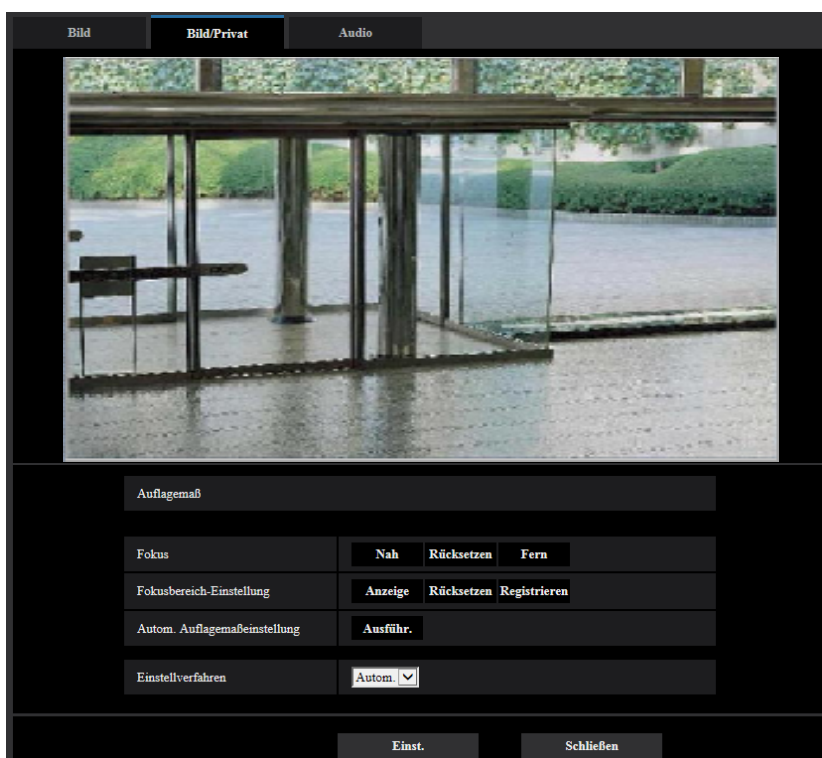 Bild Bild/Privat Audio
Auflagemaß
Fokus Nah Rücksetzen Fern
Fokusbereich-Einstellung Anzeige Rücksetzen Registrieren
Autom. Auflagemaßeinstellung Ausführ.
Einstellverfahren Autom.
Einst. Schließen